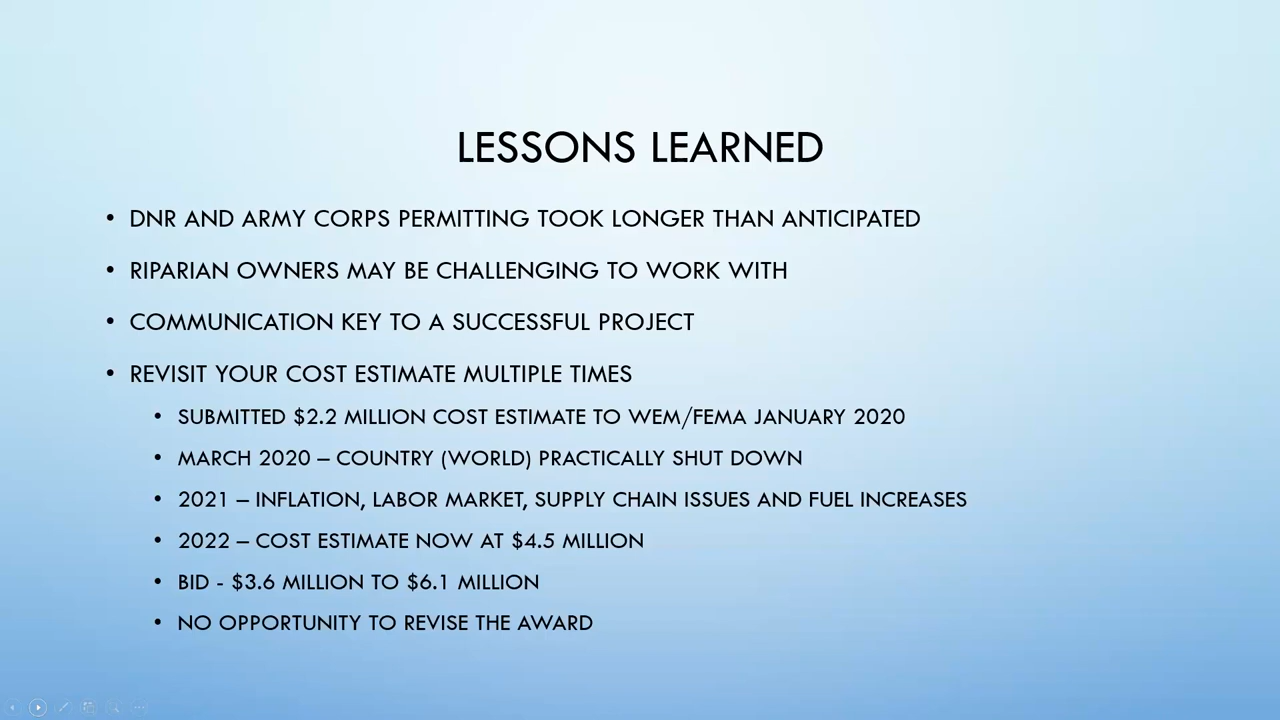 LESSONS LEARNED
• DNR AND ARMY CORPS PERMITTING TOOK LONGER THAN ANTICIPATED
• RIPARIAN OWNERS MAY BE CHALLENGING TO WORK WITH
• COMMUNICATION KEY TO A SUCCESSFUL PROJECT
• REVISIT YOUR COST ESTIMATE MULTIPLE TIMES
• SUBMITTED $2.2 MILLION COST ESTIMATE TO WEM/FEMA JANUARY 2020
• MARCH 2020 – COUNTRY (WORLD) PRACTICALLY SHUT DOWN
• 2021 – INFLATION, LABOR MARKET, SUPPLY CHAIN ISSUES AND FUEL INCREASES
• 2022 – COST ESTIMATE NOW AT $4.5 MILLION
• BID - $3.6 MILLION TO $6.1 MILLION
• NO OPPORTUNITY TO REVISE THE AWARD